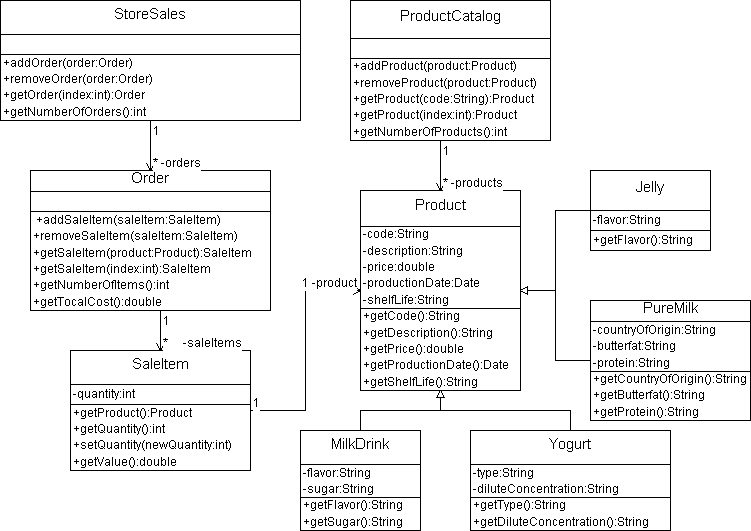 StoreSales
+addOrder(order:Order)
+removeOrder(order:Order)
+getOrder(index:int):Order
+getNumberOfOrders():int
1
* -orders
ProductCatalog
+addProduct(product:Product)
+removeProduct(product:Product)
+getProduct(code:String):Product
+getProduct(index:int):Product
+getNumberOfProducts():int
1
* -products
Order
+addSaleItem(saleItem:SaleItem)
+removeSaleItem(saleItem:SaleItem)
+getSaleItem(product:Product):SaleItem
+getSaleItem(index:int):SaleItem
+getNumberOfItems():int
+getTocalCost():double
1
* -saleItems
Product
-code:String
-description:String
-price:double
-productionDate:Date
-shelfLife:String
+getCode():String
+getDescription():String
+getPrice():double
+getProductionDate():Date
+getShelfLife():String
1 -product
Jelly
-flavor:String
+getFlavor():String
PureMilk
-countryOfOrigin:String
-butterfat:String
-protein:String
+getCountryOfOrigin():String
+getButterfat():String
+getProtein():String
SaleItem
-quantity:int
+getProduct():Product
+getQuantity():int
+setQuantity(newQuantity:int)
+getValue():double
1
MilkDrink
-flavor:String
-sugar:String
+getFlavor():String
+getSugar():String
Yogurt
-type:String
-diluteConcentration:String
+getType():String
+getDiluteConcentration():String